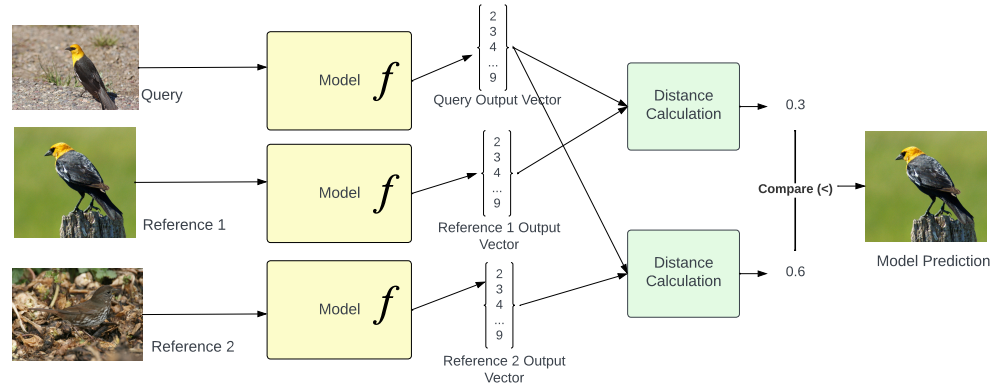 Query
Model f
2
3
4
...
9
Query Output Vector
Distance
Calculation
0.3
Reference 1
Model f
2
3
4
...
9
Reference 1 Output
Vector
Compare (<)
Model Prediction
Reference 2
Model f
2
3
4
...
9
Reference 2 Output
Vector
Distance
Calculation
0.6